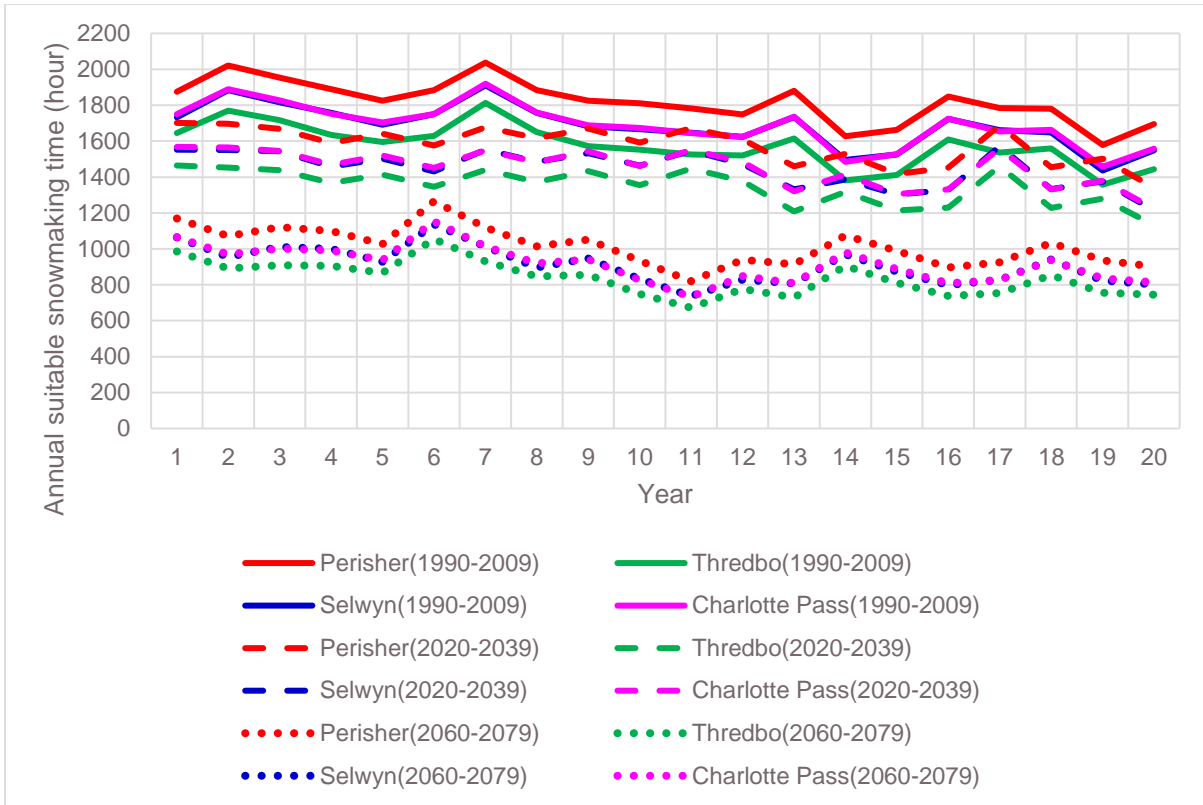 Annual suitable snowmaking time (hour)
2200
2000
1800
1600
1400
1200
1000
800
600
400
200
0
1 2 3 4 5 6 7 8 9 10 11 12 13 14 15 16 17 18 19 20
Year
Perisher(1990-2009) Thredbo(1990-2009)
Selwyn(1990-2009) Charlotte Pass(1990-2009)
Perisher(2020-2039) Thredbo(2020-2039)
Selwyn(2020-2039) Charlotte Pass(2020-2039)
Perisher(2060-2079) Thredbo(2060-2079)
Selwyn(2060-2079) Charlotte Pass(2060-2079)